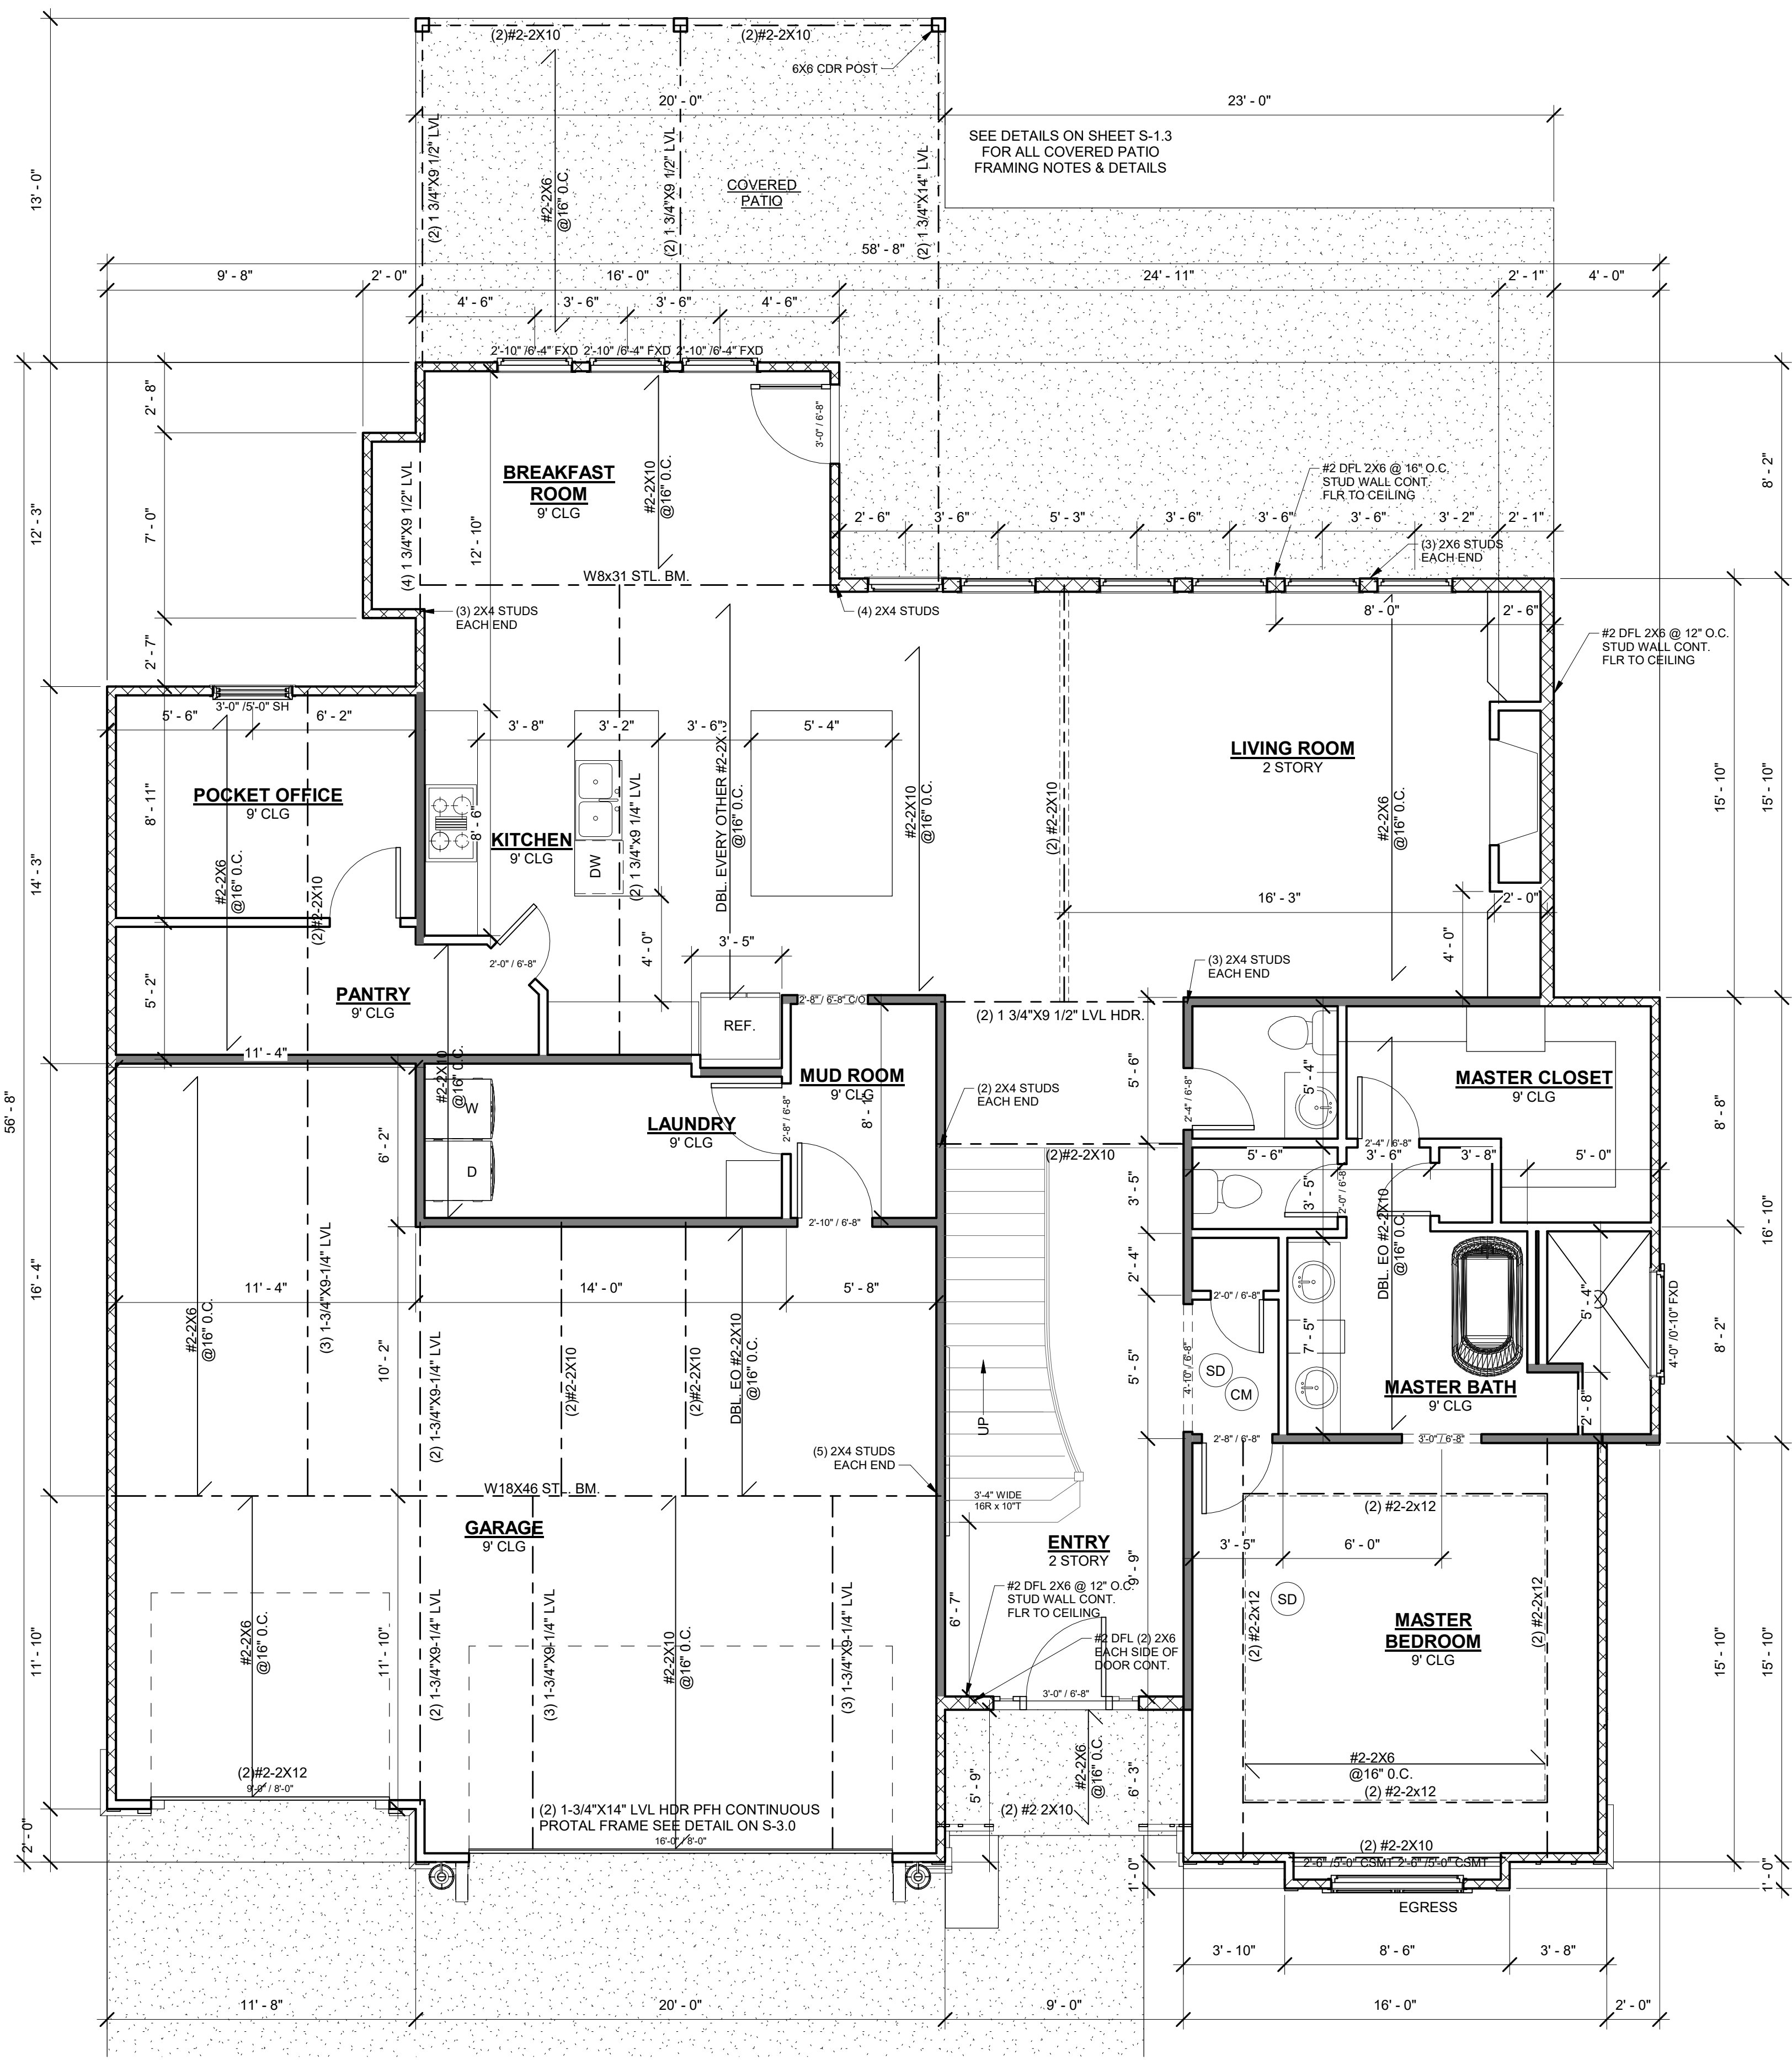 (2)#2-2X10
(2)#2-2X10
6X6 CDR POST
20' - 0"
23' - 0"
SEE DETAILS ON SHEET S-1.3
FOR ALL COVERED PATIO
FRAMING NOTES & DETAILS
13' - 0"
(2) 1 3/4"X9 1/2" LVL
#2-2X6
@16" 0.C.
(2) 1 3/4"X9 1/2" LVL
COVERED
PATIO
(2) 1 3/4"X14" LVL
58' - 8"
9' - 8"
2' - 0"
16' - 0"
24' - 11"
2' - 1"
4' - 0"
4' - 6"
3' - 6"
3' - 6"
4' - 6"
2'-10" /6'-4" FXD
2'-10" /6'-4" FXD
2'-10" /6'-4" FXD
2' - 8"
3'-0" / 6'-8"
BREAKFAST
ROOM
9' CLG
#2-2X10
@16" 0.C.
(4) 1 3/4"X9 1/2" LVL
12' - 10"
12' - 3"
7' - 0"
#2 DFL 2X6 @ 16" O.C.
STUD WALL CONT.
FLR TO CEILING
8' - 2"
2' - 6"
3' - 6"
5' - 3"
3' - 6"
3' - 6"
3' - 6"
3' - 2"
2' - 1"
(3) 2X6 STUDS
EACH END
W8x31 STL. BM.
(3) 2X4 STUDS
EACH END
(4) 2X4 STUDS
8' - 0"
2' - 6"
#2 DFL 2X6 @ 12" O.C.
STUD WALL CONT.
FLR TO CEILING
2' - 7"
3'-0" /5'-0" SH
5' - 6"
6' - 2"
3' - 8"
3' - 2"
3' - 6"
5' - 4"
LIVING ROOM
2 STORY
POCKET OFFICE
9' CLG
8' - 11"
8' - 6"
KITCHEN
9' CLG
DW
(2) 1 3/4"x9 1/4" LVL
DBL. EVERY OTHER
@16" 0.C.
#2-2X10
@16" 0.C.
(2) #2-2X10
#2-2X6
@16" 0.C.
15' - 10"
15' - 10"
14' - 3"
#2-2X6
@16" 0.C.
(2)#2-2X10
16' - 3"
2' - 0"
4' - 0"
2'-0" / 6'-8"
4' - 0"
3' - 5"
(3) 2X4 STUDS
EACH END
5' - 2"
PANTRY
9' CLG
2'-8" / 6'-8" C/O
REF.
(2) 1 3/4"X9 1/2" LVL HDR.
11' - 4"
#2-2X10
@16" 0.C.
W
MUD ROOM
9' CLG
5' - 6"
5' - 4"
MASTER CLOSET
9' CLG
56' - 8"
(2) 2X4 STUDS
EACH END
2'-4" / 6'-8"
LAUNDRY
9' CLG
2'-8" / 6'-8"
6' - 2"
D
(2)#2-2X10
2'-4" / 6'-8"
8' - 8"
5' - 6"
3' - 6"
3' - 8"
5' - 0"
3' - 5"
3' - 5"
2'-0" / 6'-8"
16' - 10"
2'-10" / 6'-8"
DBL. EO #2-2X10
@16" 0.C.
11' - 4"
14' - 0"
5' - 8"
2' - 4"
2'-0" / 6'-8"
16' - 4"
#2-2X6
@16" 0.C.
(3) 1-3/4"X9-1/4" LVL
10' - 2"
(2) 1-3/4"X9-1/4" LVL
(2)#2-2X10
(2)#2-2X10
DBL. EO #2-2X10
@16" 0.C.
5' - 5"
4'-10" / 6'-8"
SD
CM
7' - 5"
5' - 4"
4'-0" /0'-10" FXD
8' - 2"
MASTER BATH
9' CLG
2' - 8"
UP
(5) 2X4 STUDS
EACH END
2'-8" / 6'-8"
3'-0" / 6'-8"
W18X46 STL. BM.
3'-4" WIDE
16R x 10"T
(2) #2-2x12
GARAGE
9' CLG
ENTRY
2 STORY
3' - 5"
6' - 0"
9' - 9"
#2 DFL 2X6 @ 12" O.C.
STUD WALL CONT.
FLR TO CEILING
SD
(2) #2-2x12
(2) #2-2x12
MASTER
BEDROOM
9' CLG
6' - 7"
#2 DFL (2) 2X6
EACH SIDE OF
DOOR CONT.
11' - 10"
#2-2X6
@16" 0.C.
11' - 10"
(2) 1-3/4"X9-1/4" LVL
(3) 1-3/4"X9-1/4" LVL
#2-2X10
@16" 0.C.
(3) 1-3/4"X9-1/4" LVL
15' - 10"
15' - 10"
3'-0" / 6'-8"
#2-2X6
@16" 0.C.
#2-2X6
@16" 0.C.
(2) #2-2x12
(2)#2-2X12
9'-0" / 8'-0"
5' - 9"
6' - 3"
(2) #2 2X10
(2) 1-3/4"X14" LVL HDR PFH CONTINUOUS
PROTAL FRAME SEE DETAIL ON S-3.0
16'-0" / 8'-0"
2' - 0"
(2) #2-2X10
2'-6" /5'-0" CSMT
2'-6" /5'-0" CSMT
1' - 0"
1' - 0"
EGRESS
3' - 10"
8' - 6"
3' - 8"
11' - 8"
20' - 0"
9' - 0"
16' - 0"
2' - 0"